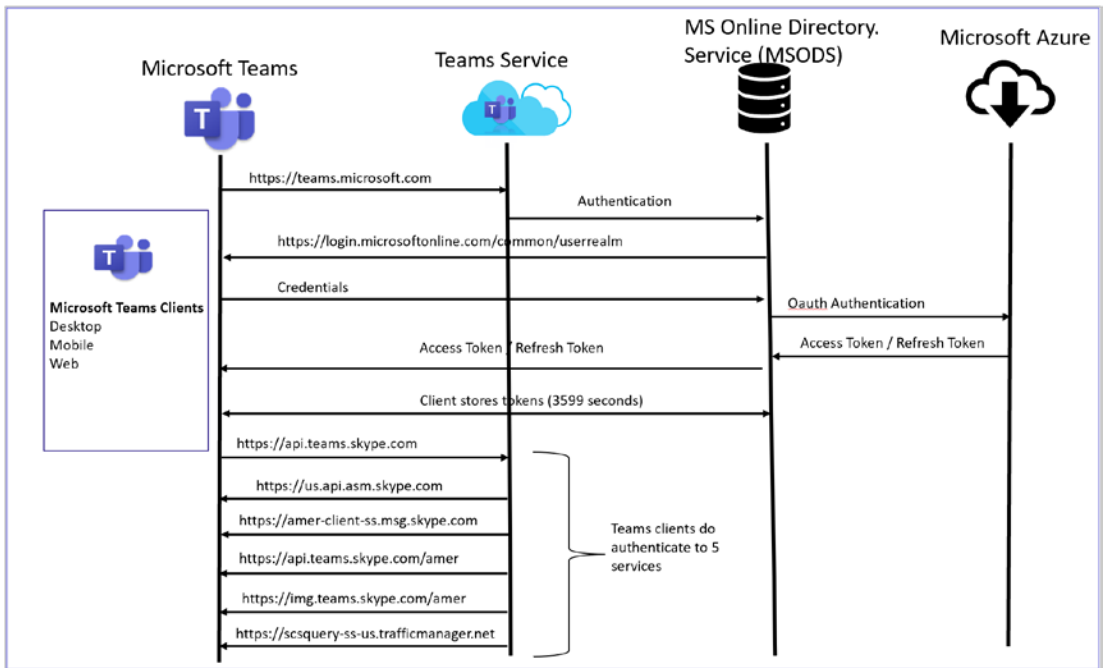 Microsoft Teams
Teams Service
MS Online Directory.
Service (MSODS)
Microsoft Azure
T
T
https://teams.microsoft.com
Authentication
https://login.microsoftonline.com/common/userrealm
Credentials
Oauth Authentication
Access Token / Refresh Token
Access Token / Refresh Token
Client stores tokens (3599 seconds)
T
Microsoft Teams Clients
Desktop
Mobile
Web
https://api.teams.skype.com
https://us.api.asm.skype.com
https://amer-client-ss.msg.skype.com
https://api.teams.skype.com/amer
https://img.teams.skype.com/amer
https://scsquery-ss-us.trafficmanager.net
Teams clients do
authenticate to 5
services